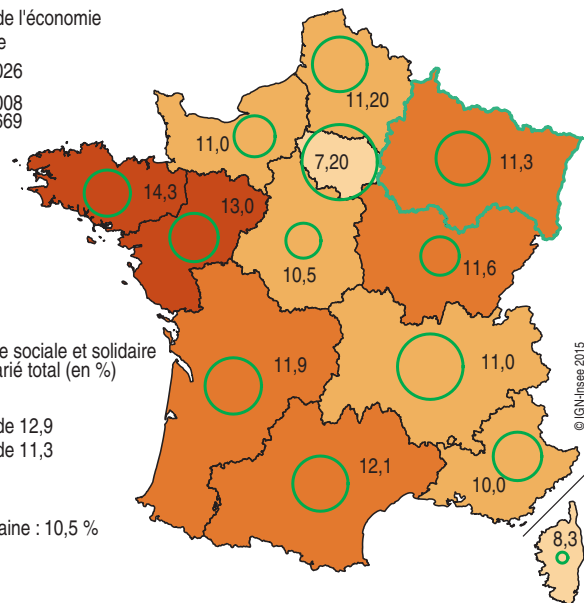 de l'économie
e
026
008
669
11,20
11,0
7,20
11,3
14,3
13,0
10,5
11,6
e sociale et solidaire
arié total (en %)
11,9
11,0
de 12,9
de 11,3
12,1
10,0
aine : 10,5 %
8,3
© IGN-Insee 2015